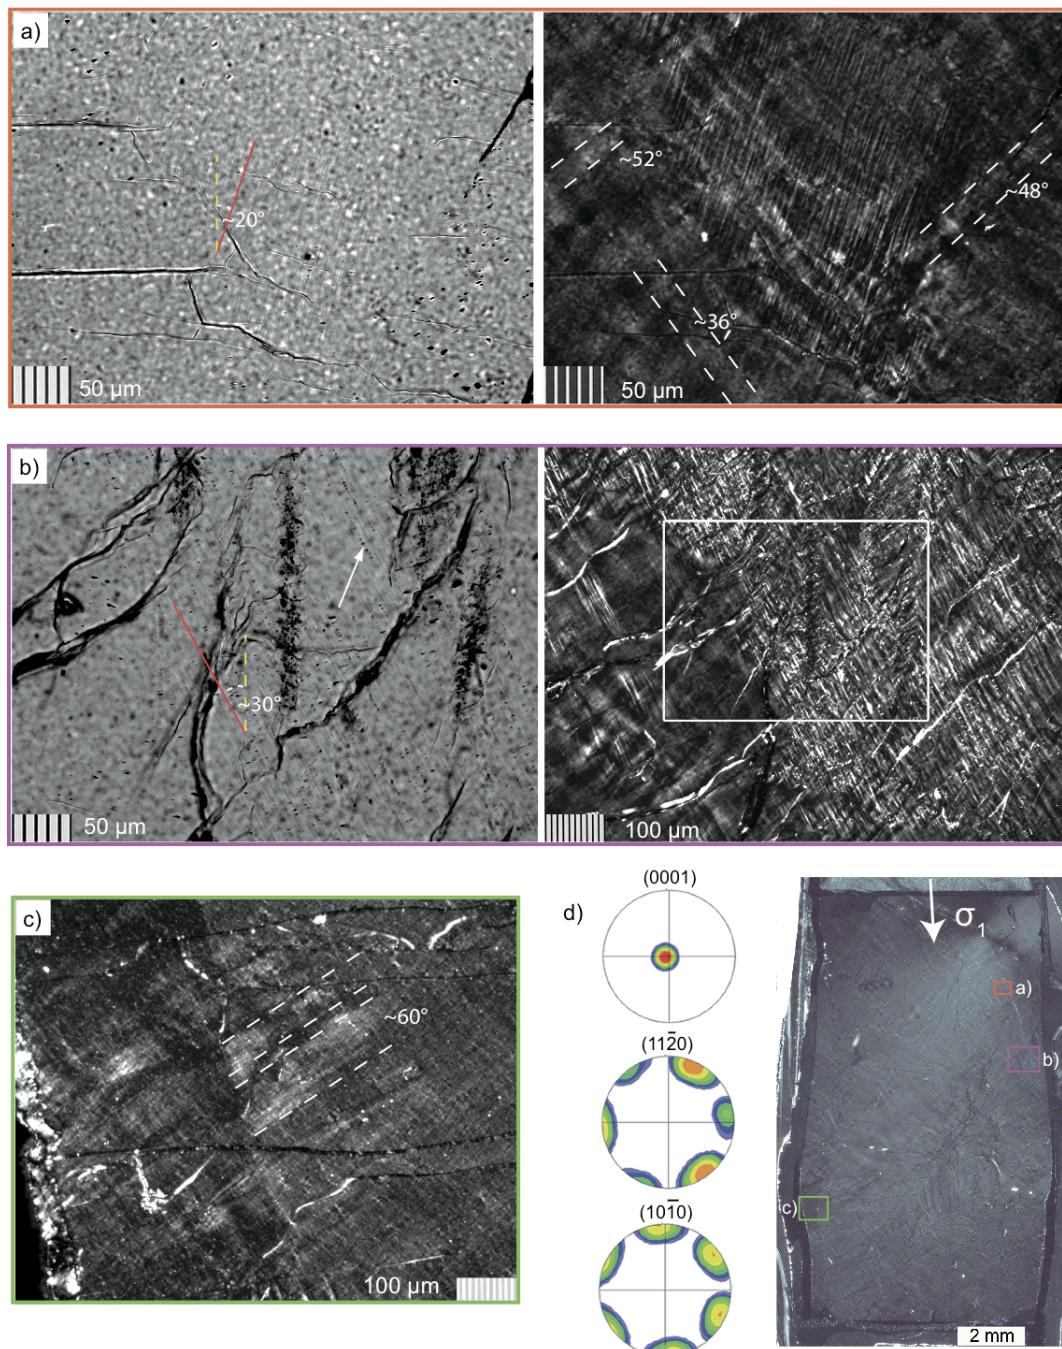 a)
~20°
50 µm
~52°
~48°
~36°
50 µm
b)
~30°
50 µm
100 µm
c)
~60°
100 µm
d)
(0001)
(112̅0)
(101̅0)
σ1
a)
b)
c)
2 mm